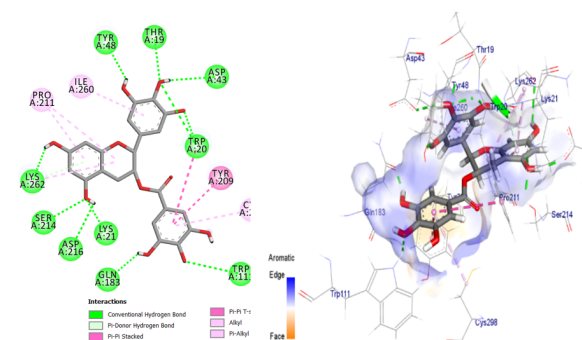 TYR
A:48
THR
A:19
ASP
A:43
ILE
A:260
PRO
A:211
TRP
A:20
TYR
A:209
LYS
A:262
SER
A:214
ASP
A:216
LYS
A:21
GLN
A:183
Interactions
Conventional Hydrogen Bond
Pi-Donor Hydrogen Bond
Pi-Pi Stacked
Alkyl
Pi-Alkyl
Asp43
Thr19
Tyr48
Lys262
Lys21
Pro211
Ser214
Gln183
Trp111
Cys298
Aromatic
Edge
Face